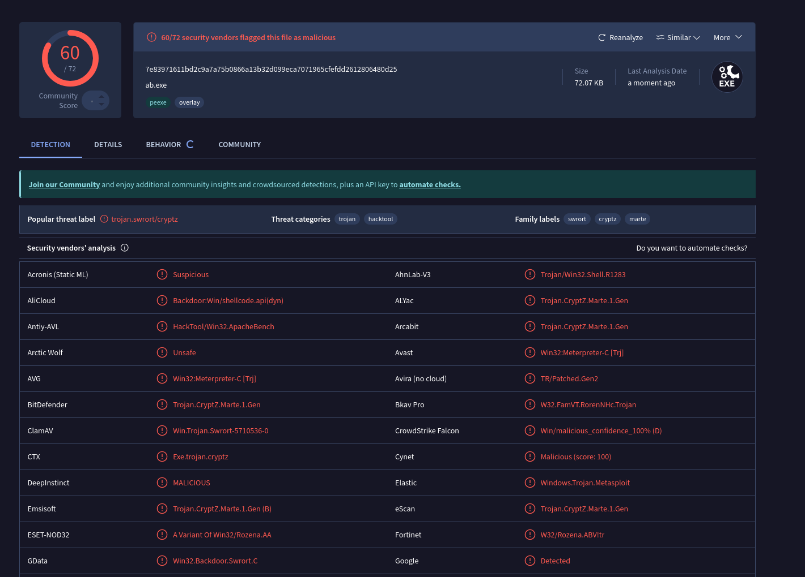 60
/ 72
Community
Score
60/72 security vendors flagged this file as malicious
Reanalyze
Similar
More
7e83971611bd2c9a7a75b0866a13b32d099eca7071965cfefdd2612806480d25
ab.exe
peexe
overlay
Size
72.07 KB
Last Analysis Date
a moment ago
EXE
DETECTION
DETAILS
BEHAVIOR
COMMUNITY
Join our Community and enjoy additional community insights and crowdsourced detections, plus an API key to automate checks.
Popular threat label trojan.swrort/cryptz
Threat categories trojan hacktool
Family labels swrort cryptz marte
Security vendors' analysis
Do you want to automate checks?
Acronis (Static ML) Suspicious AhnLab-V3 Trojan/Win32.Shell.R1283
AliCloud Backdoor:Win/shellcode.api(dyn) ALYac Trojan.CryptZ.Marte.1.Gen
Antiy-AVL HackTool/Win32.ApacheBench Arcabit Trojan.CryptZ.Marte.1.Gen
Arctic Wolf Unsafe Avast Win32:Meterpreter-C [Trj]
AVG Win32:Meterpreter-C [Trj] Avira (no cloud) TR/Patched.Gen2
BitDefender Trojan.CryptZ.Marte.1.Gen Bkav Pro W32.FamVT.RorenNHc.Trojan
ClamAV Win.Trojan.Swrort-5710536-0 CrowdStrike Falcon Win/malicious_confidence_100% (D)
CTX Exe.trojan.cryptz Cynet Malicious (score: 100)
DeepInstinct MALICIOUS Elastic Windows.Trojan.Metasploit
Emsisoft Trojan.CryptZ.Marte.1.Gen (B) eScan Trojan.CryptZ.Marte.1.Gen
ESET-NOD32 A Variant Of Win32/Rozena.AA Fortinet W32/Rozena.ABV!tr
GData Win32.Backdoor.Swrort.C Google Detected